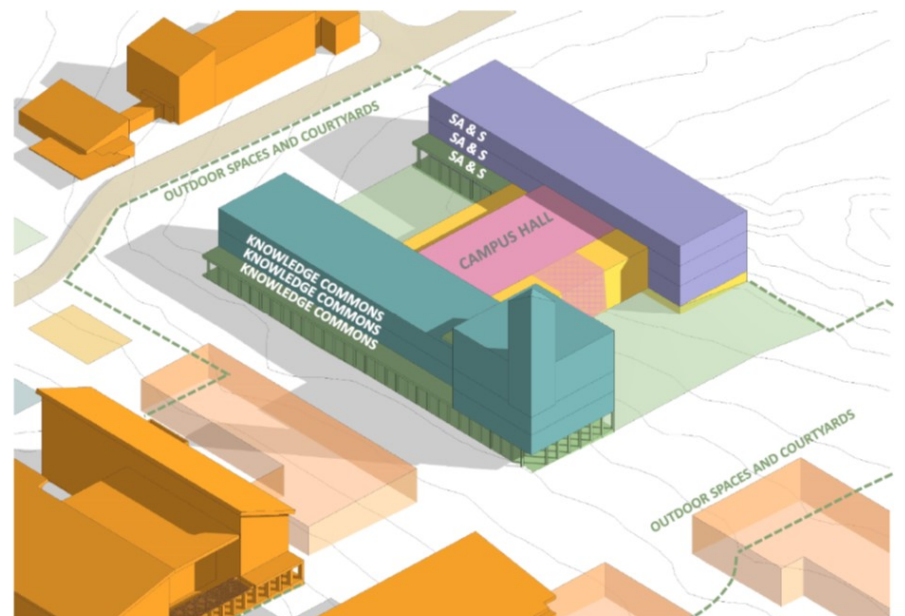 OUTDOOR SPACES AND COURTYARDS
SA & S
SA & S
SA & S
CAMPUS HALL
KNOWLEDGE COMMONS
KNOWLEDGE COMMONS
KNOWLEDGE COMMONS
OUTDOOR SPACES AND COURTYARDS